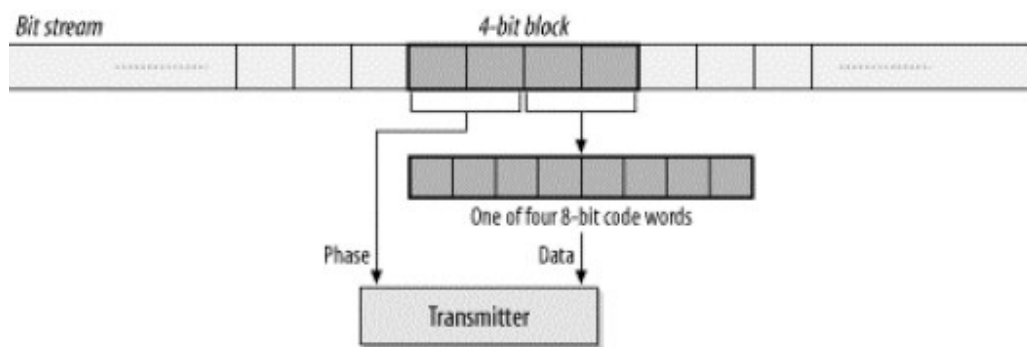 Bit stream
4-bit block
One of four 8-bit code words
Phase
Data
Transmitter